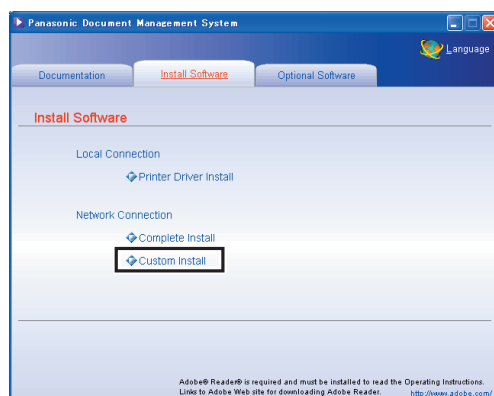 Panasonic Document Management System
Language
Documentation
Install Software
Optional Software
Install Software
Local Connection
Printer Driver Install
Network Connection
Complete Install
Custom Install
Adobe® Reader® is required and must be installed to read the Operating Instructions.
Links to Adobe Web site for downloading Adobe Reader. http://www.adobe.com/